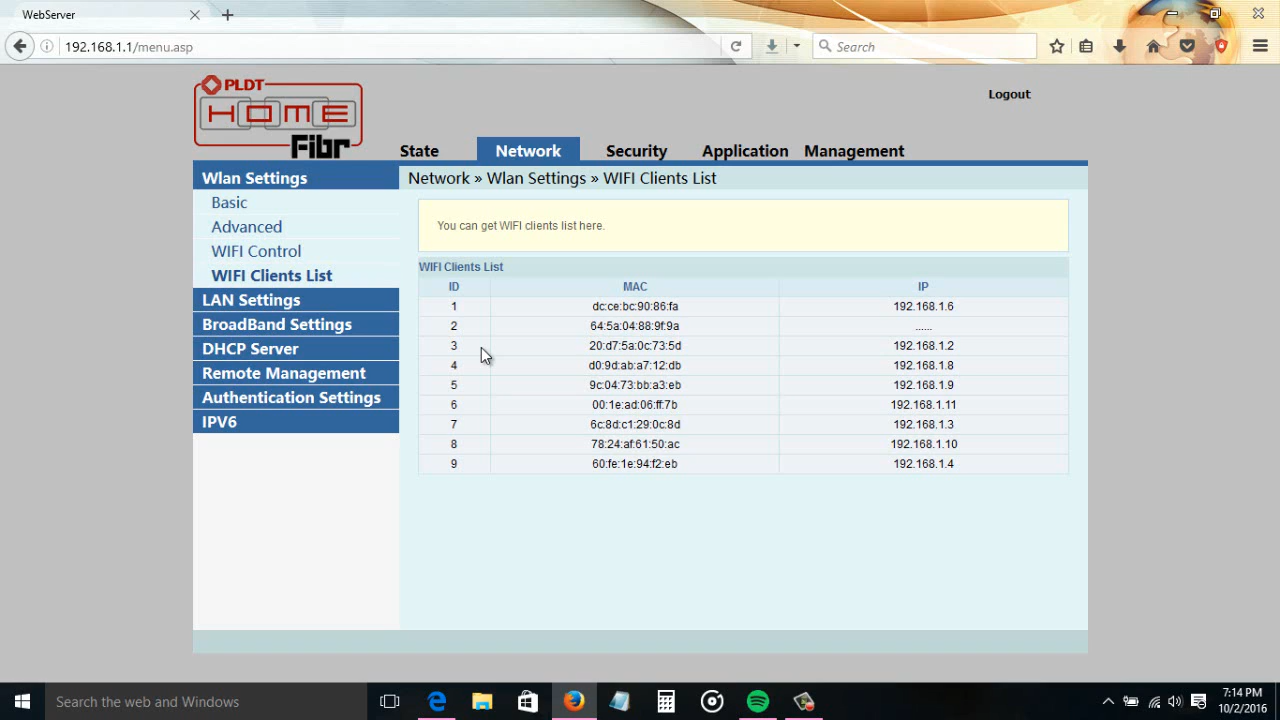 WebServer
192.168.1.1/menu.asp
Search
PLDT
HOME
Fibr
Logout
State Network Security Application Management
Wlan Settings
Network » Wlan Settings » WIFI Clients List
Basic
Advanced
WIFI Control
WIFI Clients List
LAN Settings
BroadBand Settings
DHCP Server
Remote Management
Authentication Settings
IPV6
You can get WIFI clients list here.
WIFI Clients List
ID MAC IP
1 dc:ce:bc:90:86:fa 192.168.1.6
2 64:5a:04:88:9f:9a ......
3 20:d7:5a:0c:73:5d 192.168.1.2
4 d0:9d:ab:a7:12:db 192.168.1.8
5 9c:04:73:bb:a3:eb 192.168.1.9
6 00:1e:ad:06:ff:7b 192.168.1.11
7 6c:8d:c1:29:0c:8d 192.168.1.3
8 78:24:af:61:50:ac 192.168.1.10
9 60:fe:1e:94:f2:eb 192.168.1.4
Search the web and Windows
7:14 PM
10/2/2016